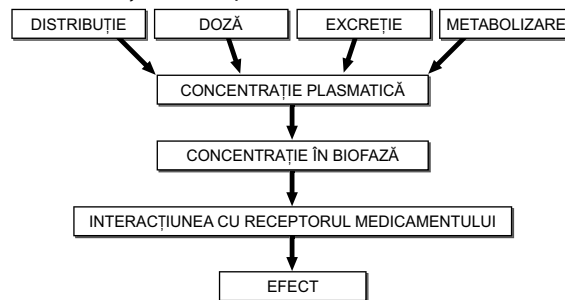 DISTRIBUȚIE DOZĂ EXCREȚIE METABOLIZARE
CONCENTRAȚIE PLASMATICĂ
CONCENTRAȚIE ÎN BIOFAZĂ
INTERACȚIUNEA CU RECEPTORUL MEDICAMENTULUI
EFECT